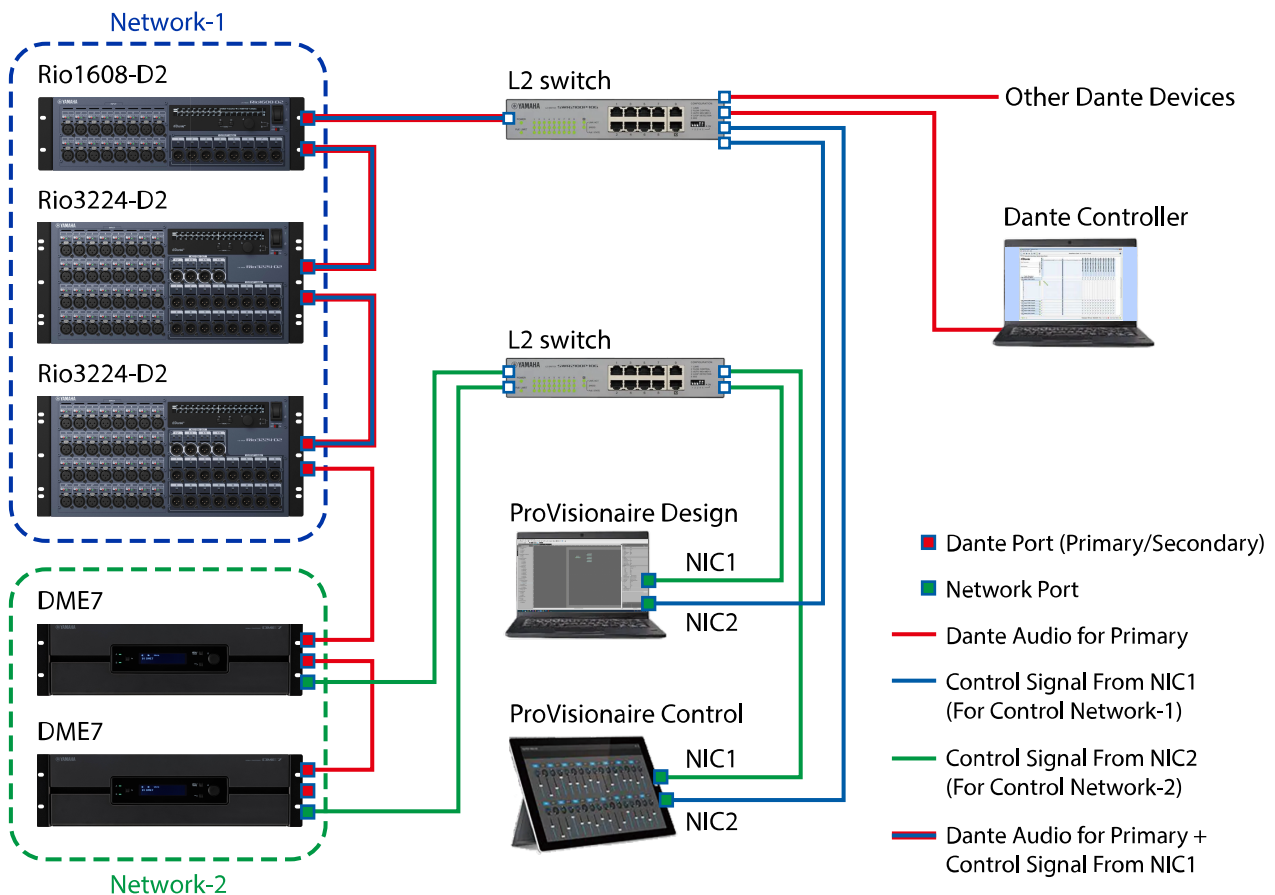 Network-1
Rio1608-D2
Rio3224-D2
Rio3224-D2
DME7
DME7
Network-2
L2 switch
YAMAHA
L2 switch
YAMAHA
Other Dante Devices
Dante Controller
ProVisionaire Design
NIC1
NIC2
ProVisionaire Control
NIC1
NIC2
Dante Port (Primary/Secondary)
Network Port
Dante Audio for Primary
Control Signal From NIC1
(For Control Network-1)
Control Signal From NIC2
(For Control Network-2)
Dante Audio for Primary +
Control Signal From NIC1